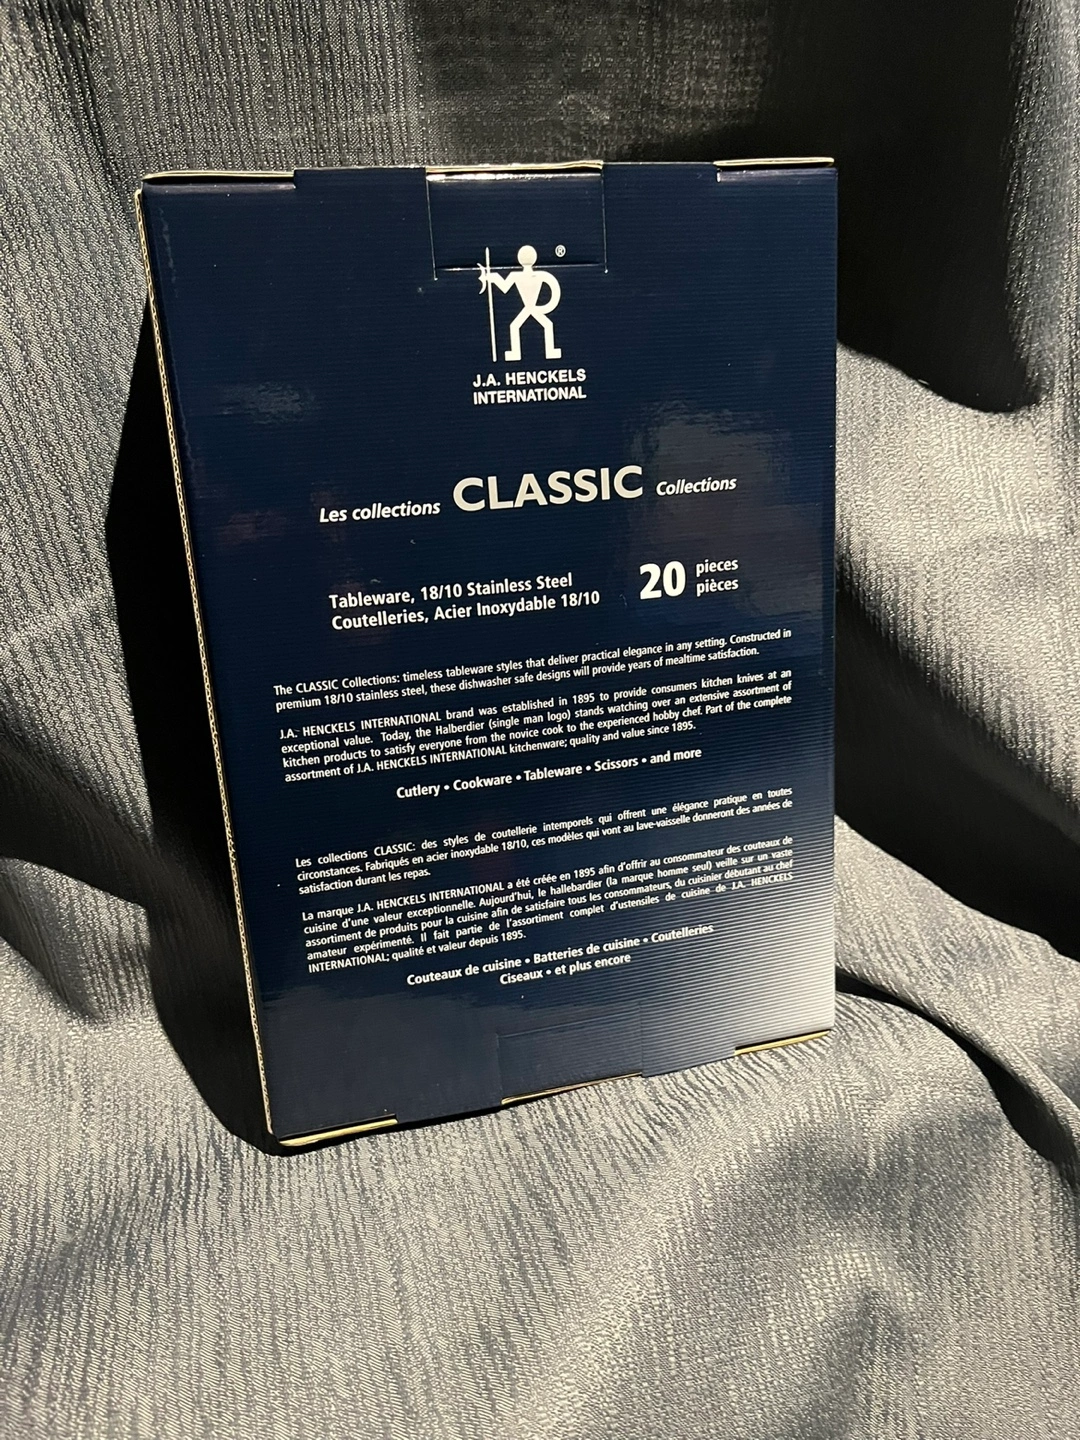 ®
J.A. HENCKELS
INTERNATIONAL
Les collections CLASSIC Collections
Tableware, 18/10 Stainless Steel
Coutelleries, Acier Inoxydable 18/10
20 pieces
pièces
The CLASSIC Collections: timeless tableware styles that deliver practical elegance in any setting. Constructed in
premium 18/10 stainless steel, these dishwasher safe designs will provide years of mealtime satisfaction.
J.A. HENCKELS INTERNATIONAL brand was established in 1895 to provide consumers kitchen knives at an
exceptional value. Today, the Halberdier (single man logo) stands watching over an extensive assortment of
kitchen products to satisfy everyone from the novice cook to the experienced hobby chef. Part of the complete
assortment of J.A. HENCKELS INTERNATIONAL kitchenware; quality and value since 1895.
Cutlery • Cookware • Tableware • Scissors • and more
Les collections CLASSIC: des styles de coutellerie intemporels qui offrent une élégance pratique en toutes
circonstances. Fabriqués en acier inoxydable 18/10, ces modèles qui vont au lave-vaisselle donneront des années de
satisfaction durant les repas.
La marque J.A. HENCKELS INTERNATIONAL a été créée en 1895 afin d'offrir au consommateur des couteaux de
cuisine d'une valeur exceptionnelle. Aujourd'hui, le hallebardier (la marque homme seul) veille sur un vaste
assortiment de produits pour la cuisine afin de satisfaire tous les consommateurs, du cuisinier débutant au chef
amateur expérimenté. Il fait partie de l'assortiment complet d'ustensiles de cuisine de J.A. HENCKELS
INTERNATIONAL; qualité et valeur depuis 1895.
Couteaux de cuisine • Batteries de cuisine • Coutelleries
Ciseaux • et plus encore